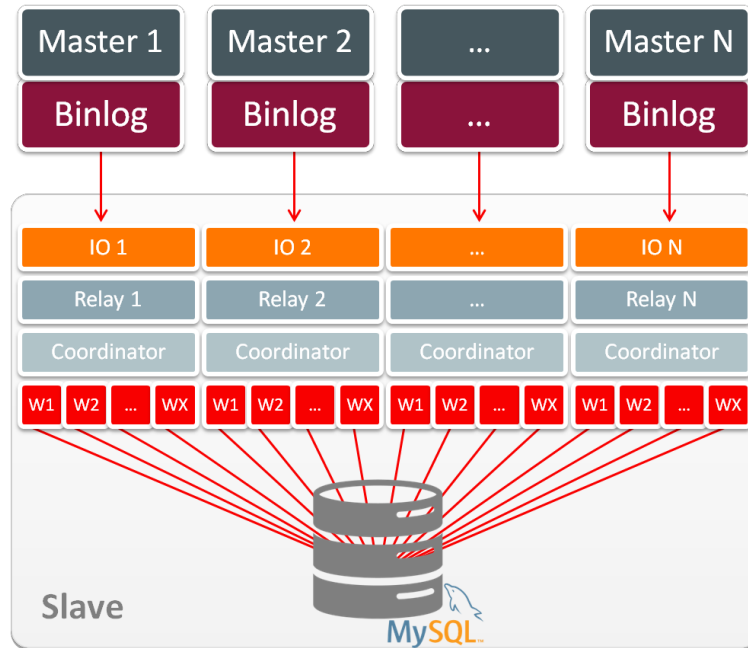 Master 1 Master 2 ... Master N
Binlog Binlog ... Binlog
IO 1 IO 2 ... IO N
Relay 1 Relay 2 ... Relay N
Coordinator Coordinator Coordinator Coordinator
W1 W2 ... WX W1 W2 ... WX W1 W2 ... WX W1 W2 ... WX
Slave
MySQL™